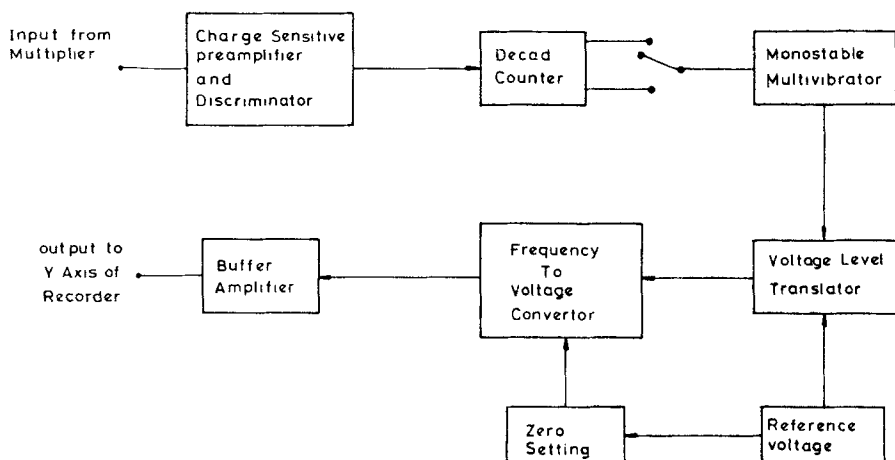 Input from
Multiplier
Charge Sensitive
preamplifier
and
Discriminator
Decad
Counter
Monostable
Multivibrator
output to
Y Axis of
Recorder
Buffer
Amplifier
Frequency
To
Voltage
Convertor
Voltage Level
Translator
Zero
Setting
Reference
voltage